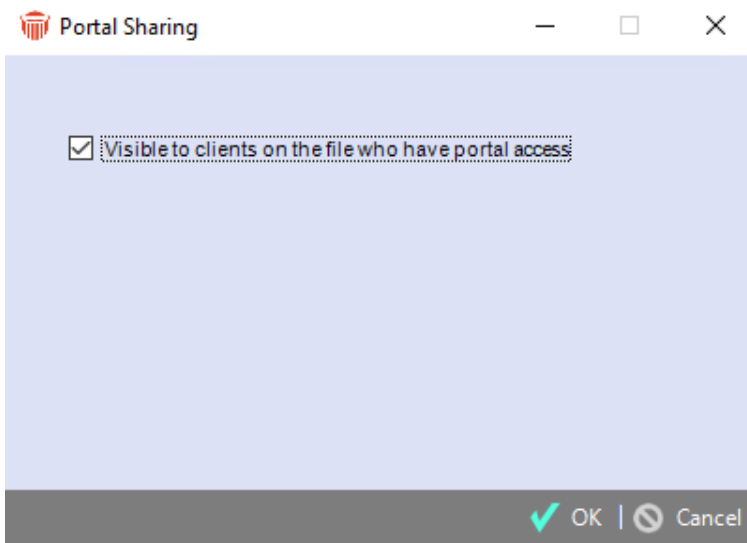 Portal Sharing
Visible to clients on the file who have portal access
OK | Cancel